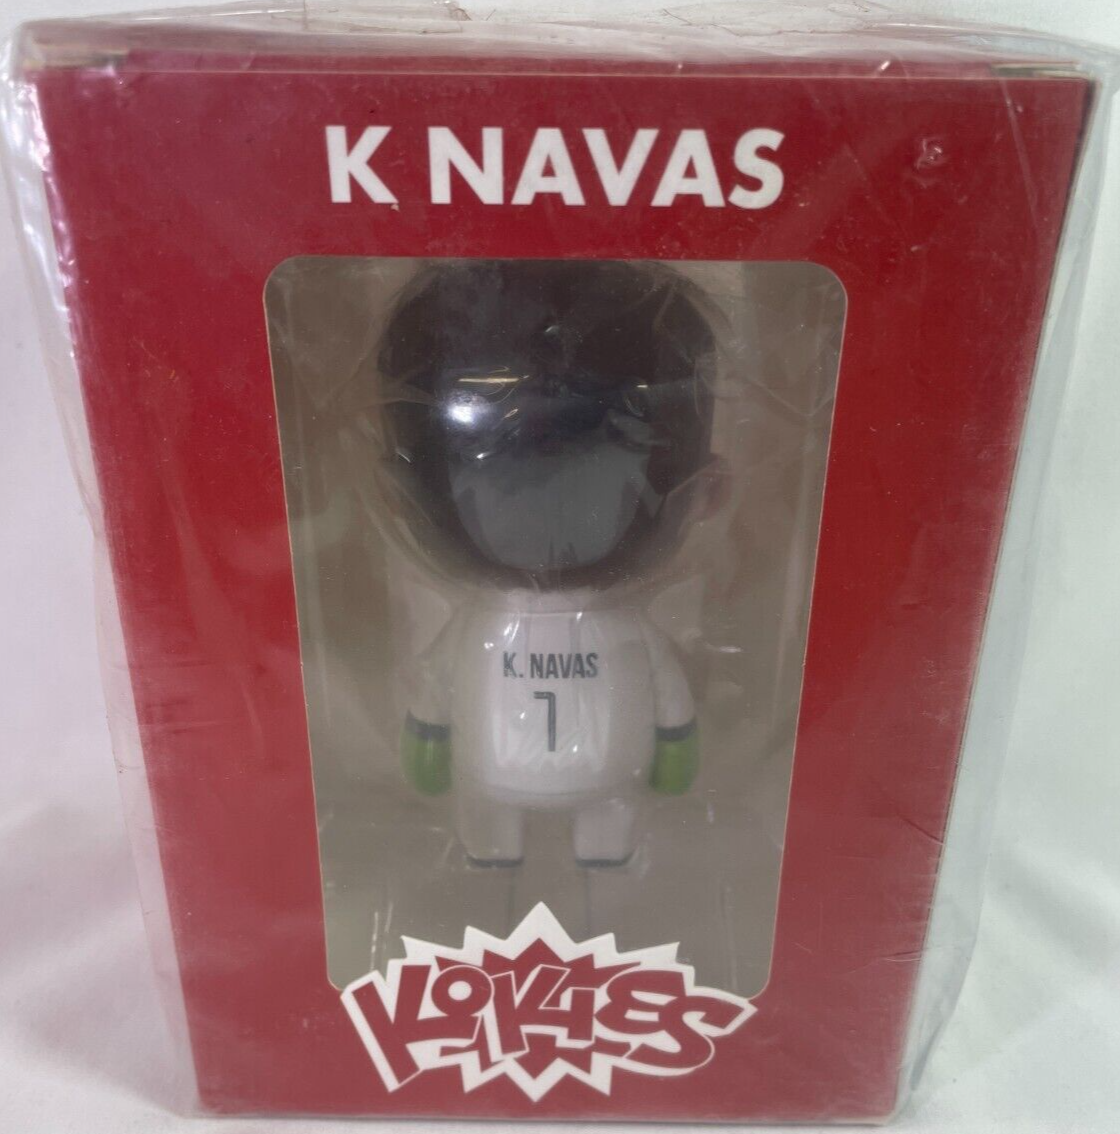 K NAVAS
K. NAVAS
1
KOKIES